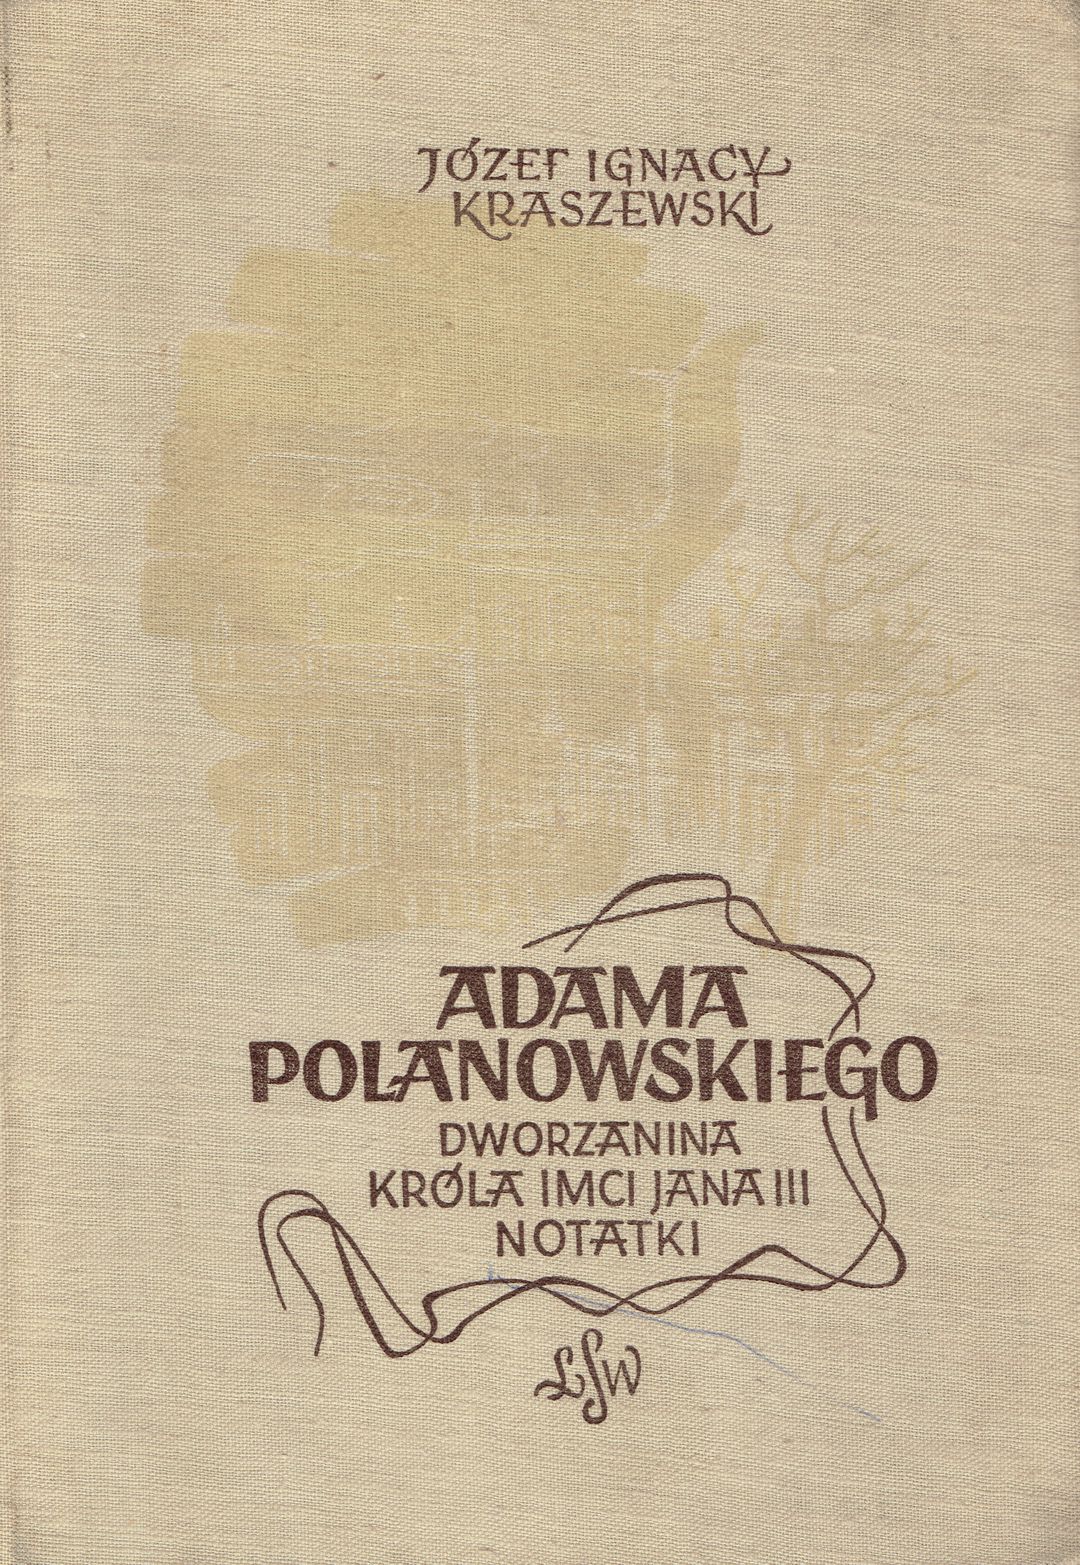 JÓZEF IGNACY
KRASZEWSKI
ADAMA
POLANOWSKIEGO
DWORZANINA
KRÓLA IMCI JANA III
NOTATKI
LSW